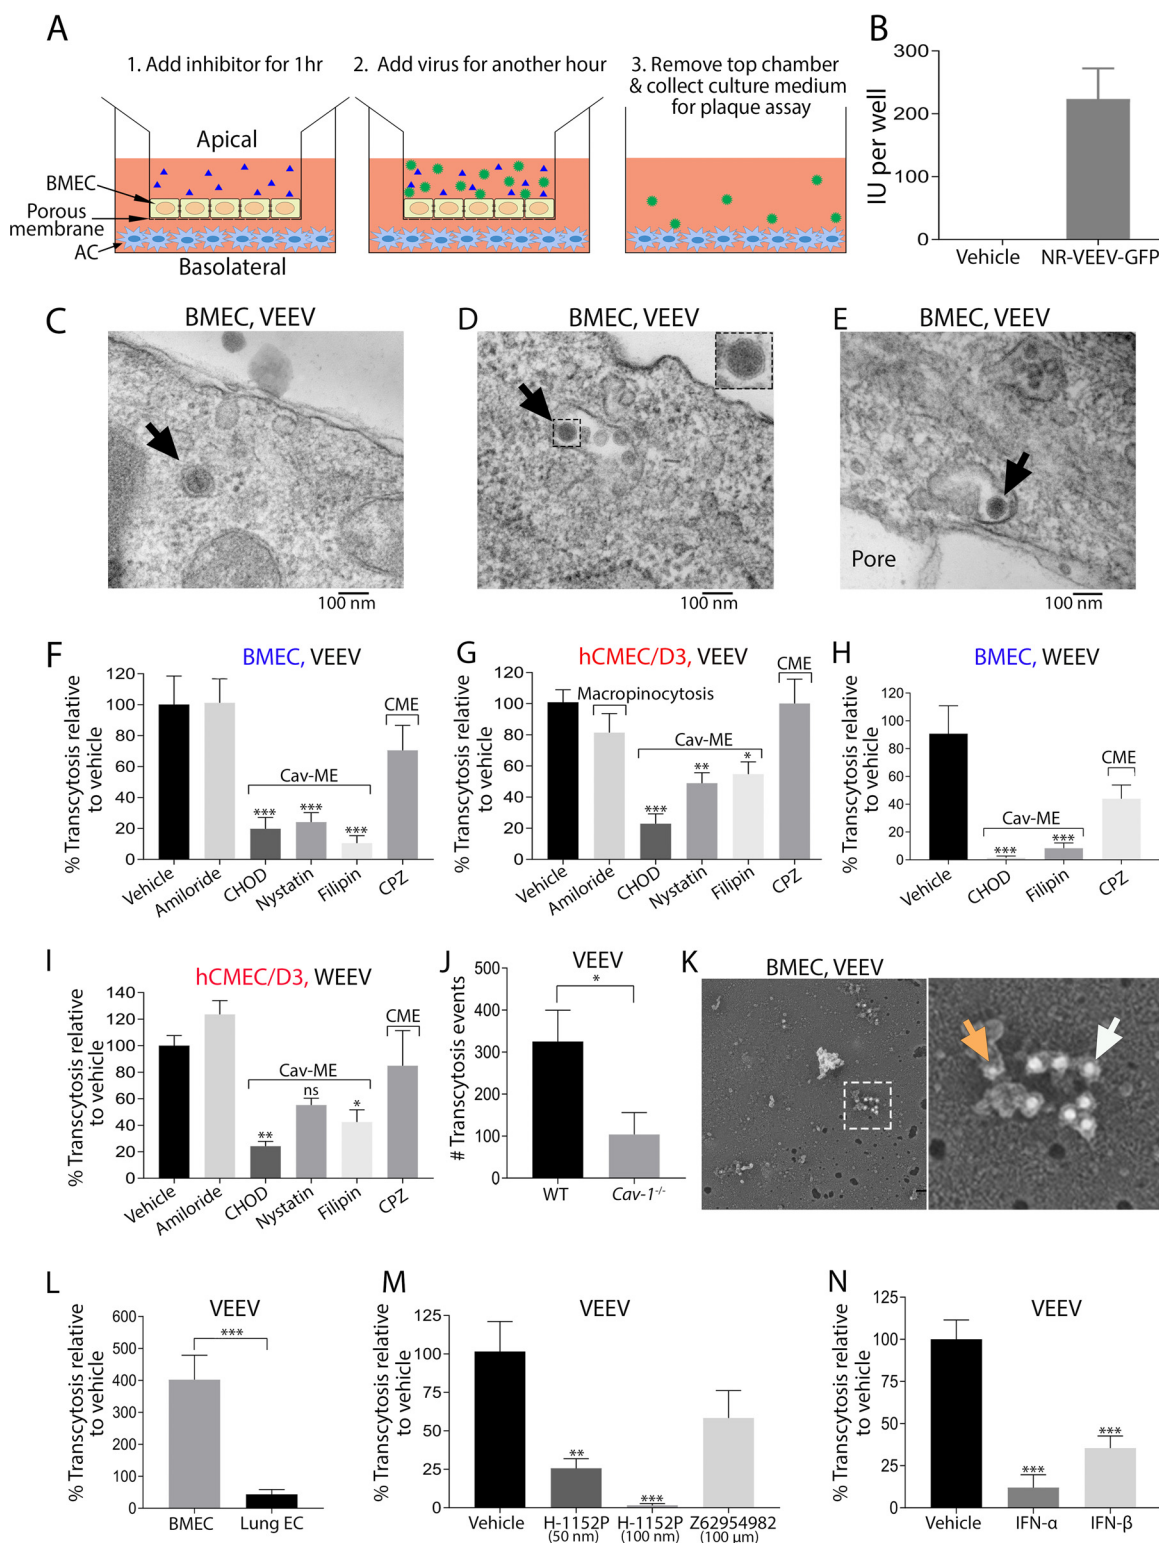 A
1. Add inhibitor for 1hr
2. Add virus for another hour
3. Remove top chamber
& collect culture medium
for plaque assay
Apical
BMEC
Porous
membrane
AC
Basolateral
B
IU per well
300
200
100
0
Vehicle
NR-VEEV-GFP
C
BMEC, VEEV
100 nm
D
BMEC, VEEV
100 nm
E
BMEC, VEEV
Pore
100 nm
F
BMEC, VEEV
% Transcytosis relative
to vehicle
120
100
80
60
40
20
0
Cav-ME
CME
***
***
***
Vehicle
Amiloride
CHOD
Nystatin
Filipin
CPZ
G
hCMEC/D3, VEEV
% Transcytosis relative
to vehicle
120
100
80
60
40
20
0
Macropinocytosis
Cav-ME
CME
***
**
*
Vehicle
Amiloride
CHOD
Nystatin
Filipin
CPZ
H
BMEC, WEEV
% Transcytosis relative
to vehicle
120
100
80
60
40
20
0
Cav-ME
CME
***
***
Vehicle
CHOD
Filipin
CPZ
I
hCMEC/D3, WEEV
% Transcytosis relative
to vehicle
140
120
100
80
60
40
20
0
Cav-ME
CME
**
ns
*
Vehicle
Amiloride
CHOD
Nystatin
Filipin
CPZ
J
VEEV
# Transcytosis events
500
400
300
200
100
0
*
WT
Cav-1-/-
K
BMEC, VEEV
L
VEEV
% Transcytosis relative
to vehicle
600
500
400
300
200
100
0
***
BMEC
Lung EC
M
VEEV
% Transcytosis relative
to vehicle
125
100
75
50
25
0
**
***
Vehicle
H-1152P
(50 nm)
H-1152P
(100 nm)
Z62954982
(100 µm)
N
VEEV
% Transcytosis relative
to vehicle
125
100
75
50
25
0
***
***
Vehicle
IFN-α
IFN-β